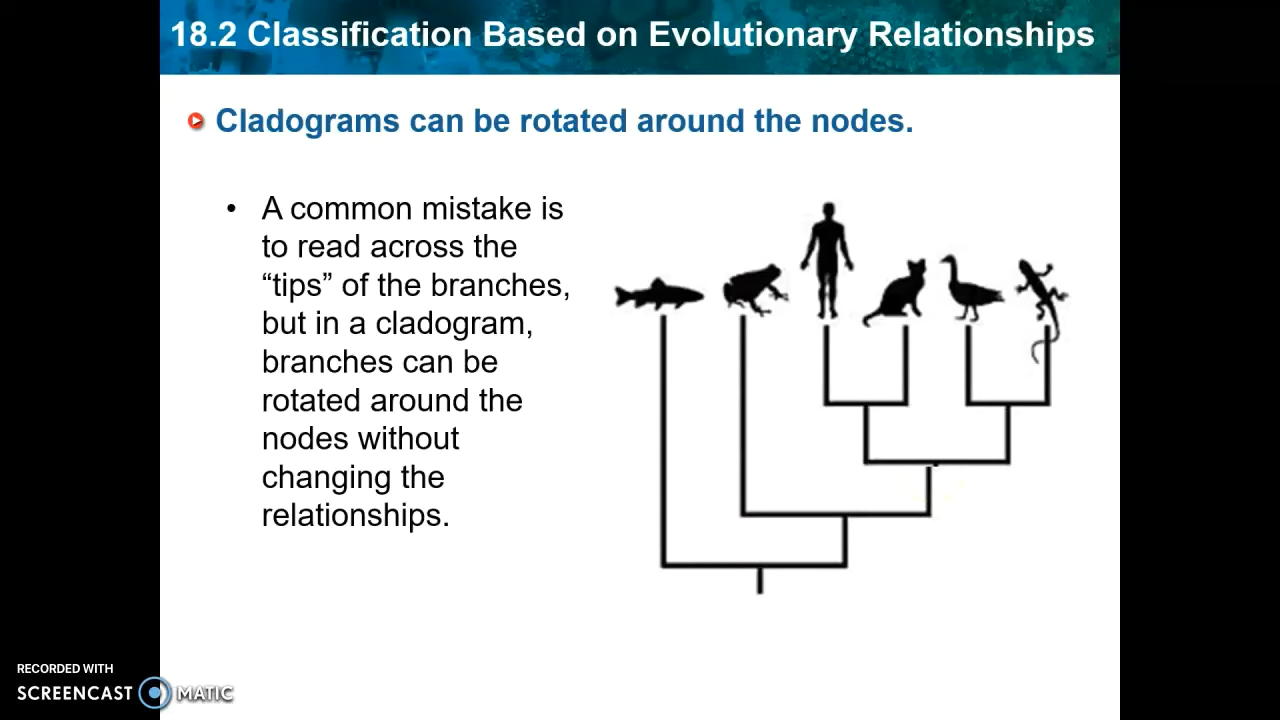 18.2 Classification Based on Evolutionary Relationships
Cladograms can be rotated around the nodes.
• A common mistake is
to read across the
“tips” of the branches,
but in a cladogram,
branches can be
rotated around the
nodes without
changing the
relationships.
RECORDED WITH
SCREENCAST MATIC